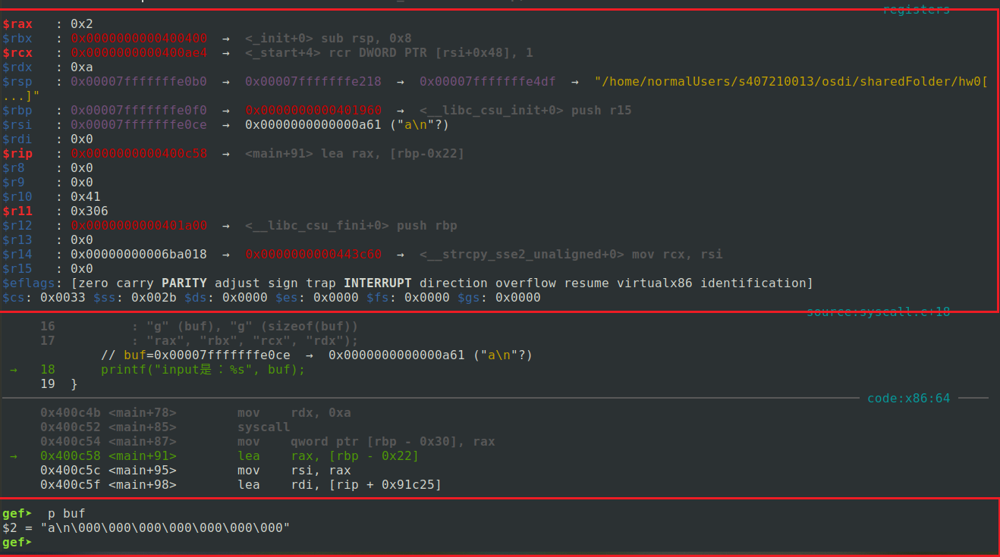 registers
$rax : 0x2
$rbx : 0x0000000000400400 → <_init+0> sub rsp, 0x8
$rcx : 0x0000000000400ae4 → <_start+4> rcr DWORD PTR [rsi+0x48], 1
$rdx : 0xa
$rsp : 0x00007fffffffe0b0 → 0x00007fffffffe218 → 0x00007fffffffe4df → "/home/normalUsers/s407210013/osdi/sharedFolder/hw0[
...]"
$rbp : 0x00007fffffffe0f0 → 0x0000000000401960 → <__libc_csu_init+0> push r15
$rsi : 0x00007fffffffe0ce → 0x0000000000000a61 ("a\n"?)
$rdi : 0x0
$rip : 0x0000000000400c58 → <main+91> lea rax, [rbp-0x22]
$r8 : 0x0
$r9 : 0x0
$r10 : 0x41
$r11 : 0x306
$r12 : 0x0000000000401a00 → <__libc_csu_fini+0> push rbp
$r13 : 0x0
$r14 : 0x00000000006ba018 → 0x0000000000443c60 → <__strcpy_sse2_unaligned+0> mov rcx, rsi
$r15 : 0x0
$eflags: [zero carry PARITY adjust sign trap INTERRUPT direction overflow resume virtualx86 identification]
$cs: 0x0033 $ss: 0x002b $ds: 0x0000 $es: 0x0000 $fs: 0x0000 $gs: 0x0000
source:syscall.c+18
16 : "g" (buf), "g" (sizeof(buf))
17 : "rax", "rbx", "rcx", "rdx");
// buf=0x00007fffffffe0ce → 0x0000000000000a61 ("a\n"?)
→ 18 printf("input是：%s", buf);
19 }
code:x86:64
0x400c4b <main+78> mov rdx, 0xa
0x400c52 <main+85> syscall
0x400c54 <main+87> mov qword ptr [rbp - 0x30], rax
→ 0x400c58 <main+91> lea rax, [rbp - 0x22]
0x400c5c <main+95> mov rsi, rax
0x400c5f <main+98> lea rdi, [rip + 0x91c25]
gef➤ p buf
$2 = "a\n\000\000\000\000\000\000\000"
gef➤